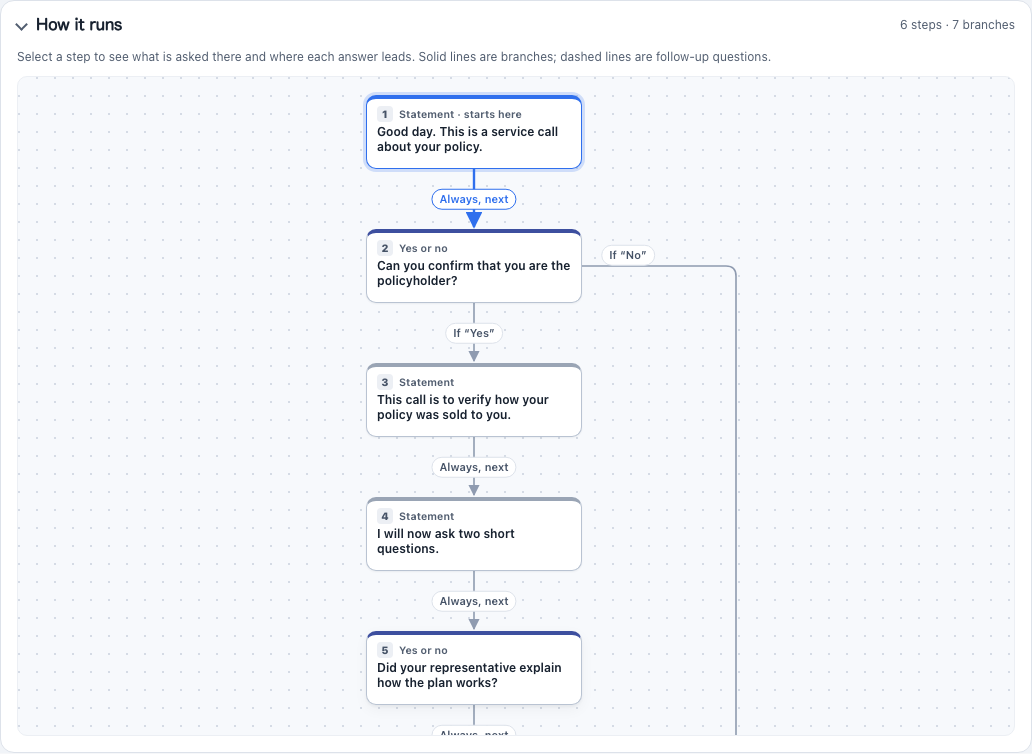 How it runs
6 steps · 7 branches
Select a step to see what is asked there and where each answer leads. Solid lines are branches; dashed lines are follow-up questions.
1 Statement · starts here
Good day. This is a service call
about your policy.
Always, next
2 Yes or no
Can you confirm that you are the
policyholder?
If “No”
If “Yes”
3 Statement
This call is to verify how your
policy was sold to you.
Always, next
4 Statement
I will now ask two short
questions.
Always, next
5 Yes or no
Did your representative explain
how the plan works?
Always, next